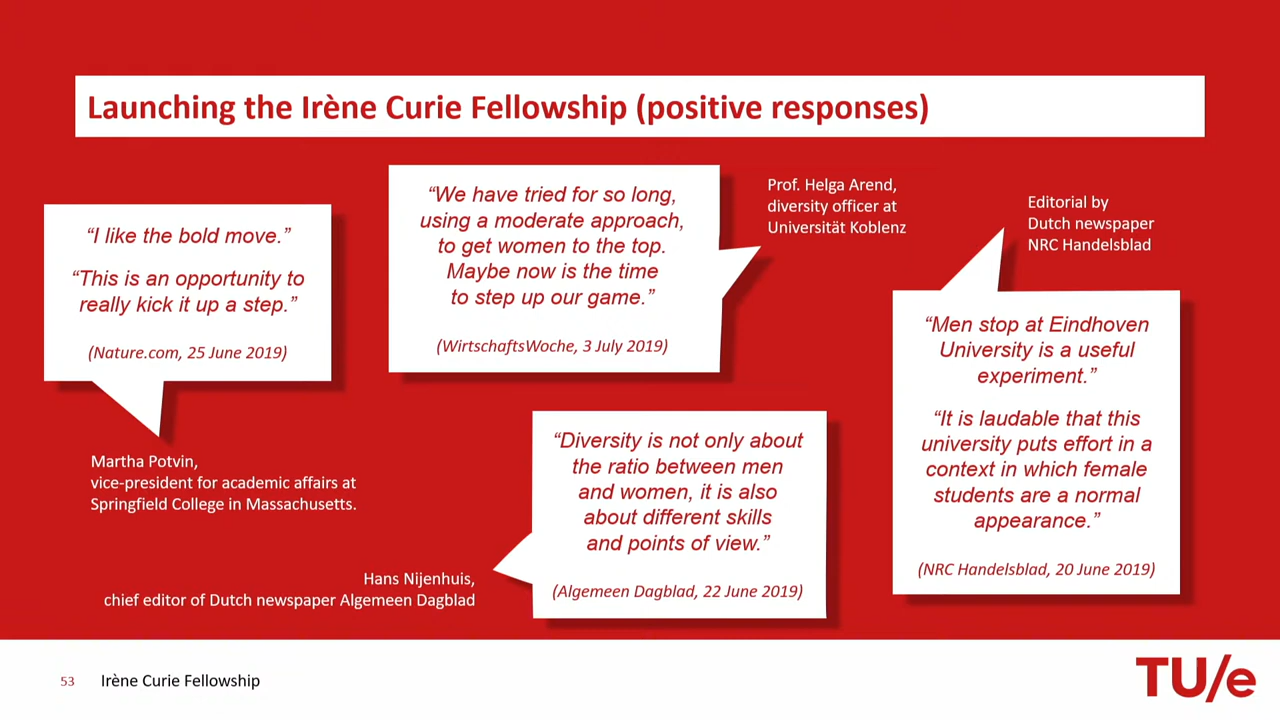 Launching the Irène Curie Fellowship (positive responses)
“I like the bold move.”
“This is an opportunity to
really kick it up a step.”
(Nature.com, 25 June 2019)
Martha Potvin,
vice-president for academic affairs at
Springfield College in Massachusetts.
“We have tried for so long,
using a moderate approach,
to get women to the top.
Maybe now is the time
to step up our game.”
(WirtschaftsWoche, 3 July 2019)
Prof. Helga Arend,
diversity officer at
Universität Koblenz
“Diversity is not only about
the ratio between men
and women, it is also
about different skills
and points of view.”
(Algemeen Dagblad, 22 June 2019)
Hans Nijenhuis,
chief editor of Dutch newspaper Algemeen Dagblad
Editorial by
Dutch newspaper
NRC Handelsblad
“Men stop at Eindhoven
University is a useful
experiment.”
“It is laudable that this
university puts effort in a
context in which female
students are a normal
appearance.”
(NRC Handelsblad, 20 June 2019)
53 Irène Curie Fellowship
TU/e